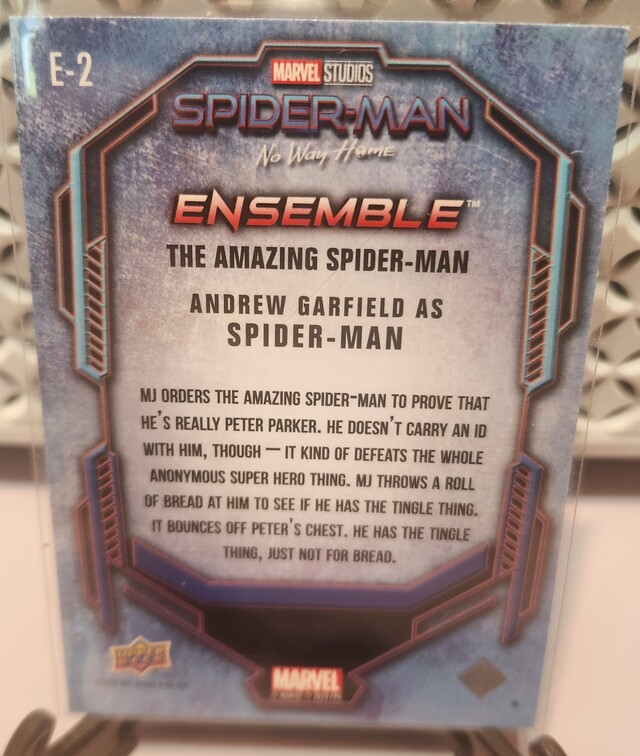 E-2
MARVEL STUDIOS
SPIDER-MAN
No Way Home
ENSEMBLE™
THE AMAZING SPIDER-MAN
ANDREW GARFIELD AS
SPIDER-MAN
MJ ORDERS THE AMAZING SPIDER-MAN TO PROVE THAT
HE'S REALLY PETER PARKER. HE DOESN'T CARRY AN ID
WITH HIM, THOUGH — IT KIND OF DEFEATS THE WHOLE
ANONYMOUS SUPER HERO THING. MJ THROWS A ROLL
OF BREAD AT HIM TO SEE IF HE HAS THE TINGLE THING.
IT BOUNCES OFF PETER'S CHEST. HE HAS THE TINGLE
THING, JUST NOT FOR BREAD.
UPPER DECK
MARVEL